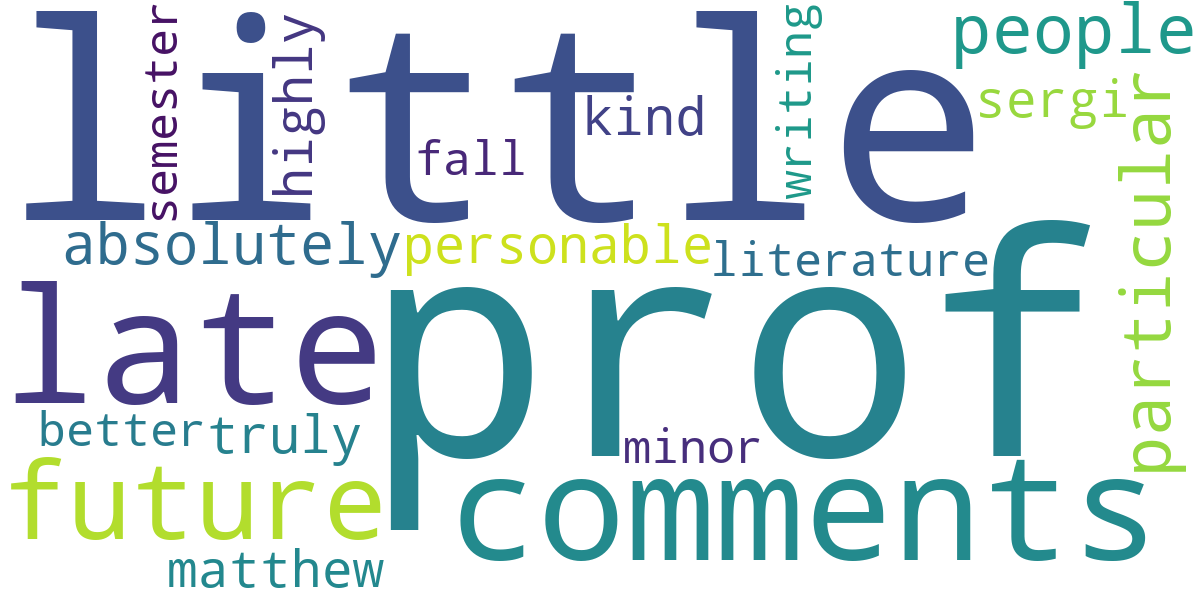 little
semester
highly
fall
kind
writing
people
sergi
particular
absolutely
personable
literature
late
prof
better
truly
minor
future
comments
matthew